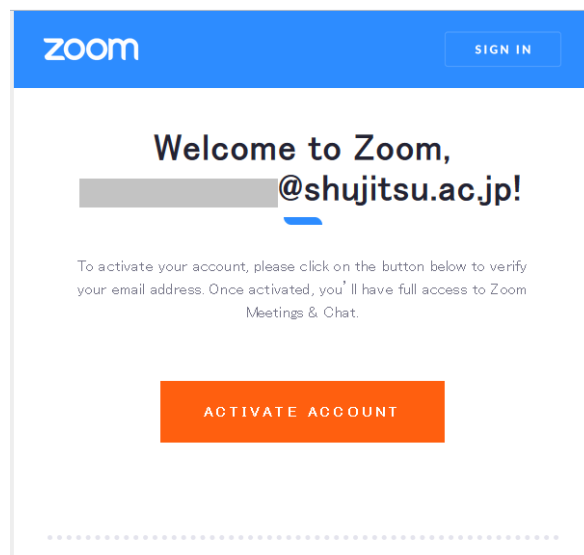 zoom
SIGN IN
Welcome to Zoom,
@shujitsu.ac.jp!
To activate your account, please click on the button below to verify
your email address. Once activated, you'll have full access to Zoom
Meetings & Chat.
ACTIVATE ACCOUNT